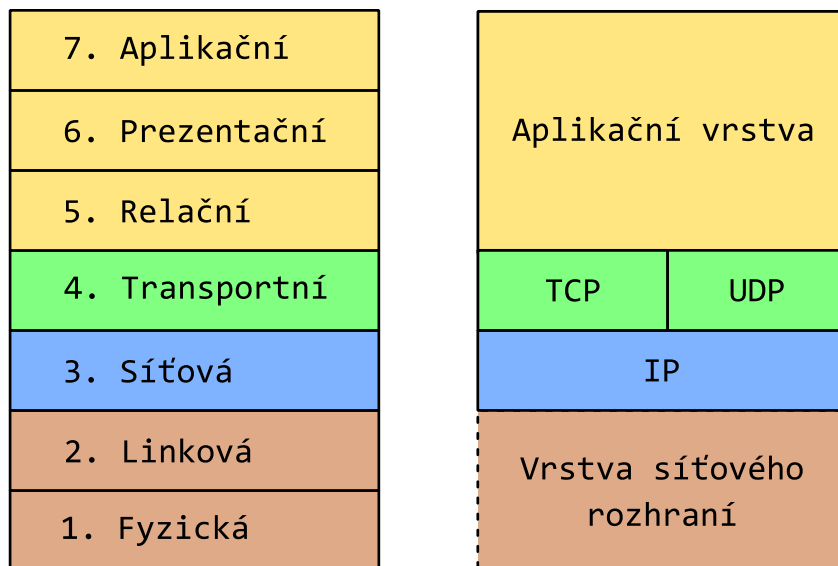 7. Aplikační
6. Prezentační
5. Relační
4. Transportní
3. Síťová
2. Linková
1. Fyzická
Aplikační vrstva
TCP
UDP
IP
Vrstva síťového
rozhraní